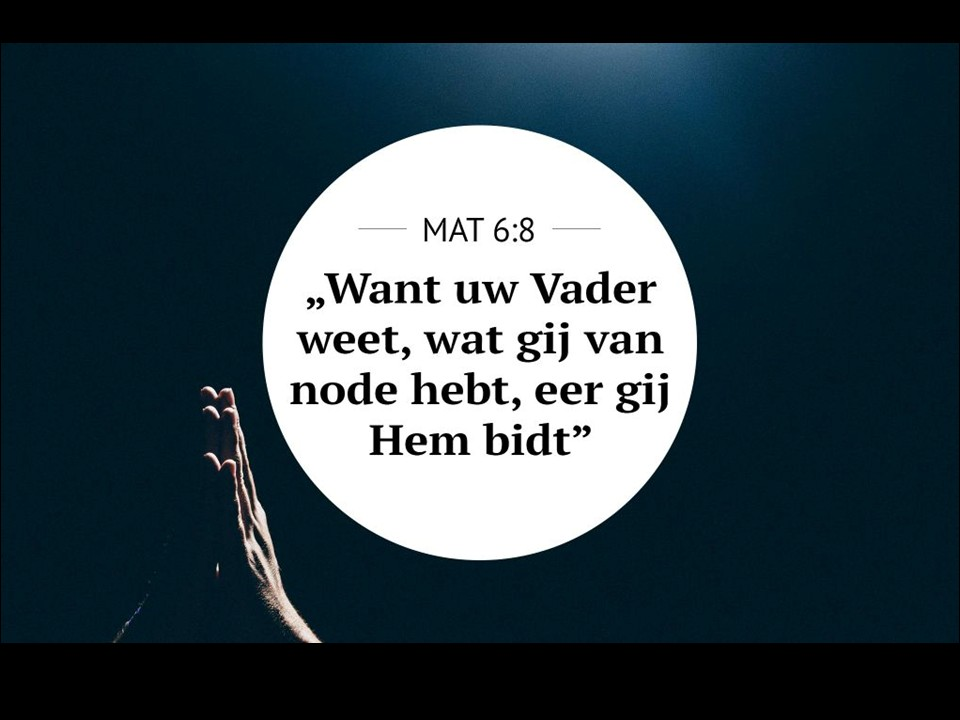 MAT 6:8
„Want uw Vader
weet, wat gij van
node hebt, eer gij
Hem bidt”